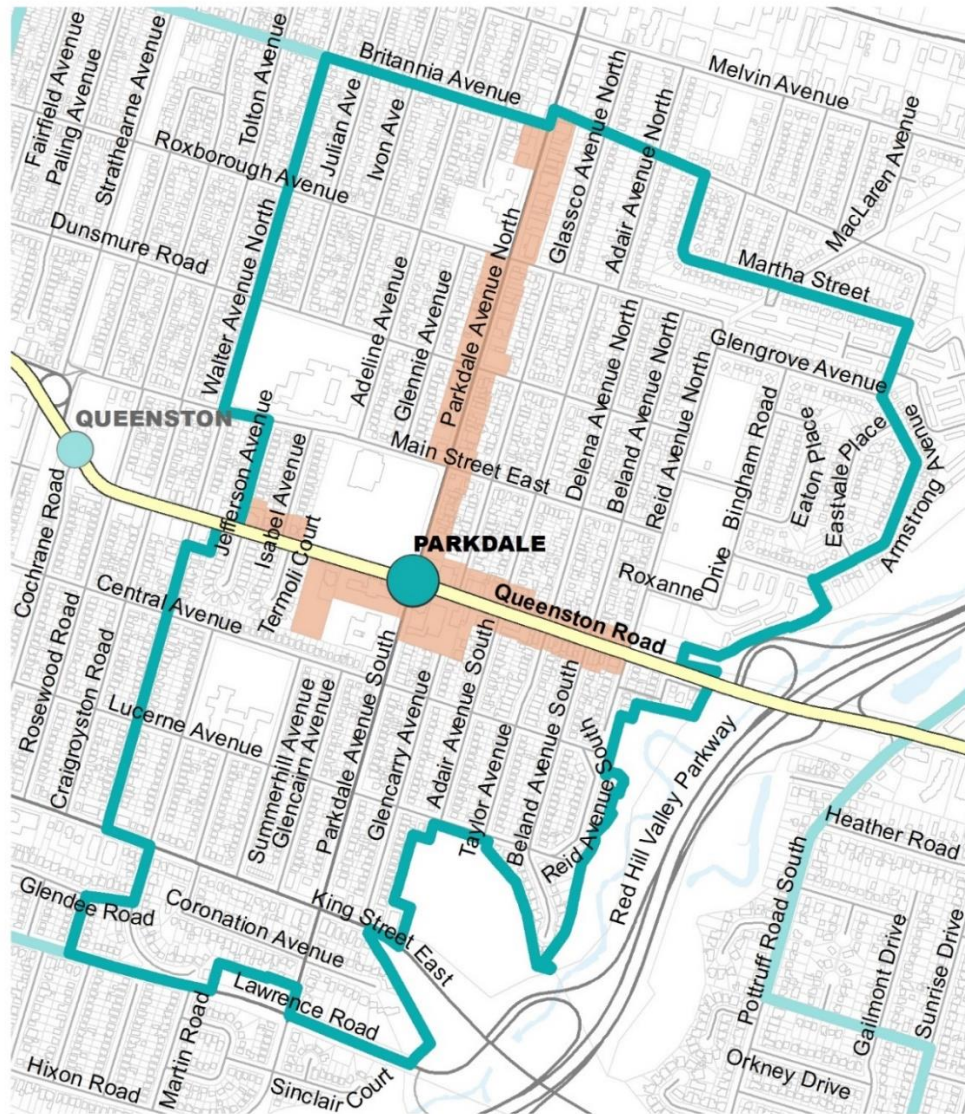 Britannia Avenue
Melvin Avenue
Fairfield Avenue
Paling Avenue
Strathearne Avenue
Tolton Avenue
Julian Ave
Ivon Ave
Roxborough Avenue
Glassco Avenue North
Adair Avenue North
MacLaren Avenue
Dunsmure Road
Walter Avenue North
Parkdale Avenue North
Martha Street
Adeline Avenue
Glennie Avenue
Glengrove Avenue
QUEENSTON
Jefferson Avenue
Isabel Avenue
Main Street East
Delena Avenue North
Beland Avenue North
Reid Avenue North
Bingham Road
Eaton Place
Eastvale Place
Armstrong Avenue
Cochrane Road
Termoli Court
PARKDALE
Roxanne Drive
Queenston Road
Central Avenue
Rosewood Road
Craigroyston Road
Lucerne Avenue
Summerhill Avenue
Glencairn Avenue
Parkdale Avenue South
Glencarry Avenue
Adair Avenue South
Taylor Avenue
Beland Avenue South
Reid Avenue South
Red Hill Valley Parkway
Heather Road
Pottruff Road South
Glendee Road
Coronation Avenue
King Street East
Gailmont Drive
Sunrise Drive
Lawrence Road
Martin Road
Hixon Road
Sinclair Court
Orkney Drive